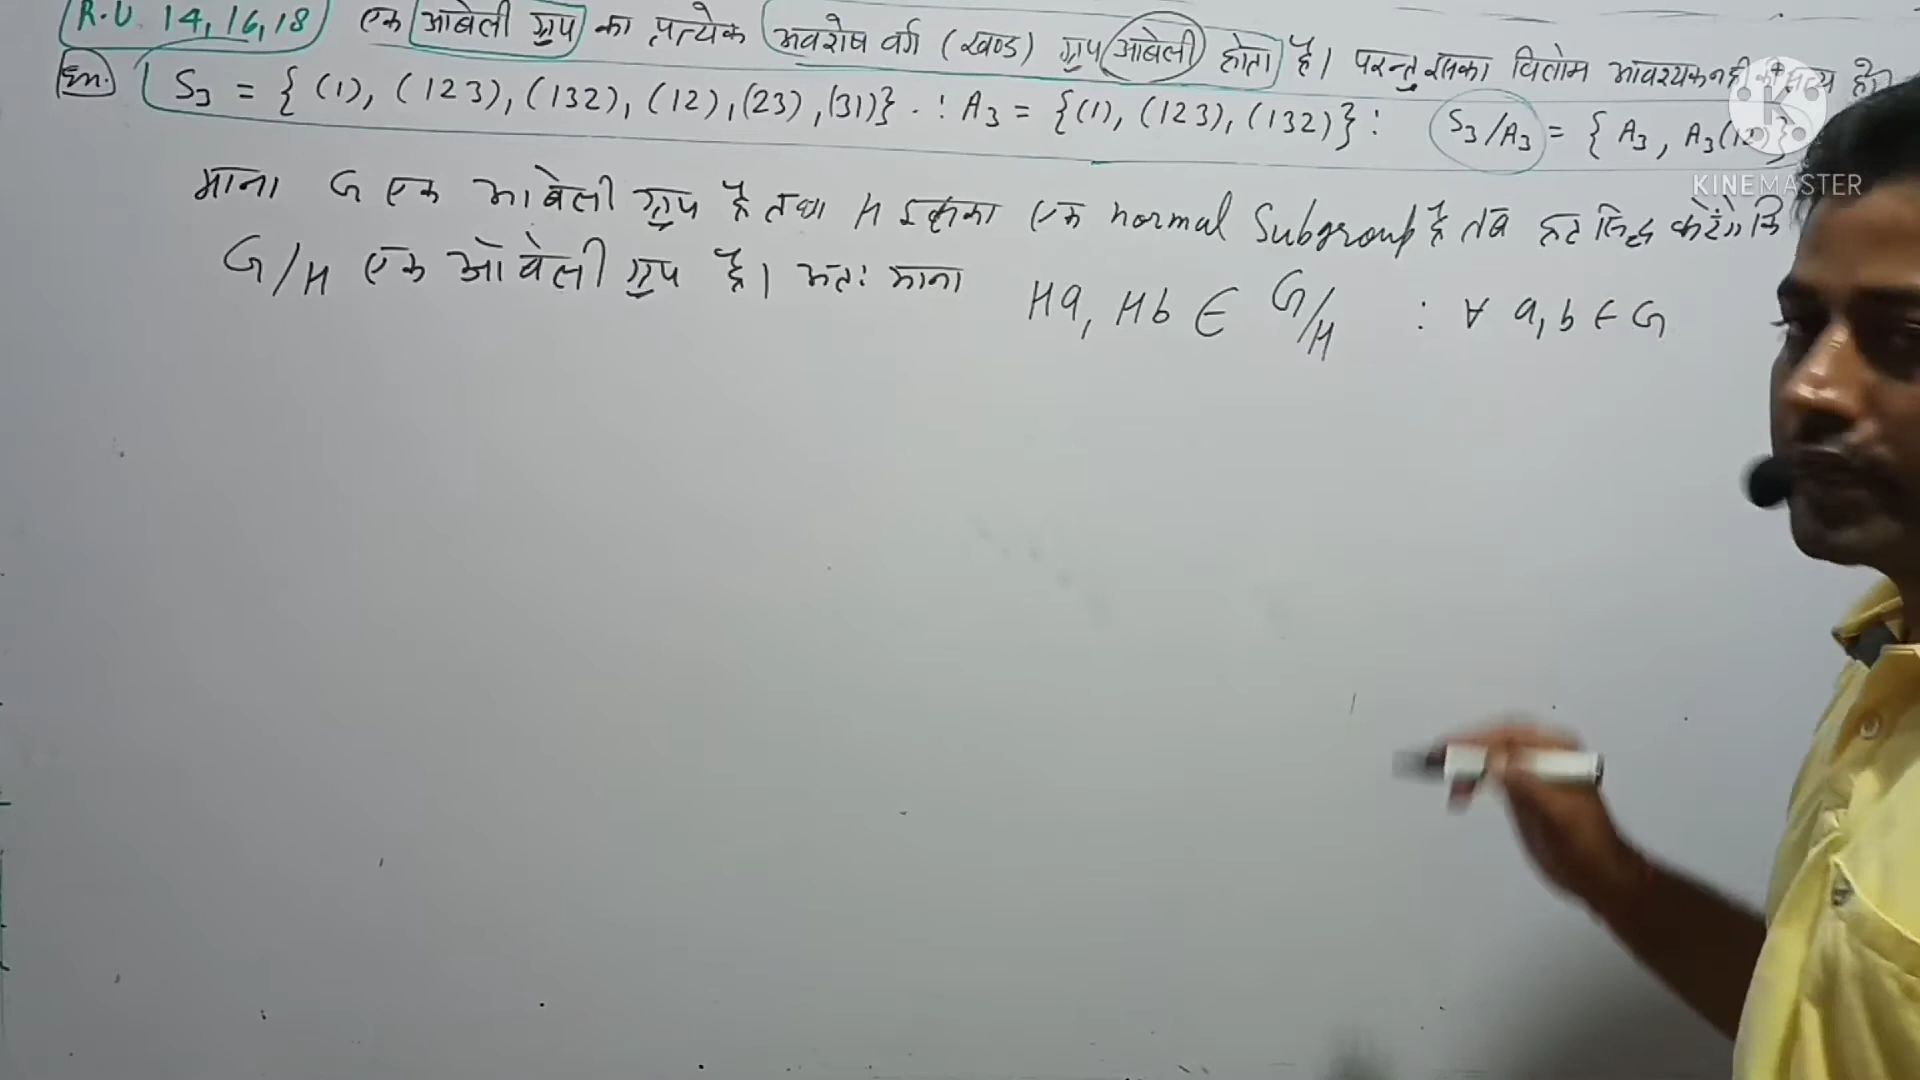 R.U. 14, 16, 18 एक आबेली ग्रुप का प्रत्येक अवशेष वर्ग (खण्ड) ग्रुप आबेली होता है। परन्तु इसका विलोम आवश्यक नहीं कि सत्य हो
S₃ = { (1), (123), (132), (12), (23), (31)} . : A₃ = {(1), (123), (132)} : S₃/A₃ = { A₃, A₃(12)}
KINEMASTER
माना G एक आबेली ग्रुप है तथा H इसका एक normal Subgroup है तब हम सिद्ध करेंगे कि
G/H एक आबेली ग्रुप है। अतः माना Ha, Hb ∈ G/H : ∀ a, b ∈ G